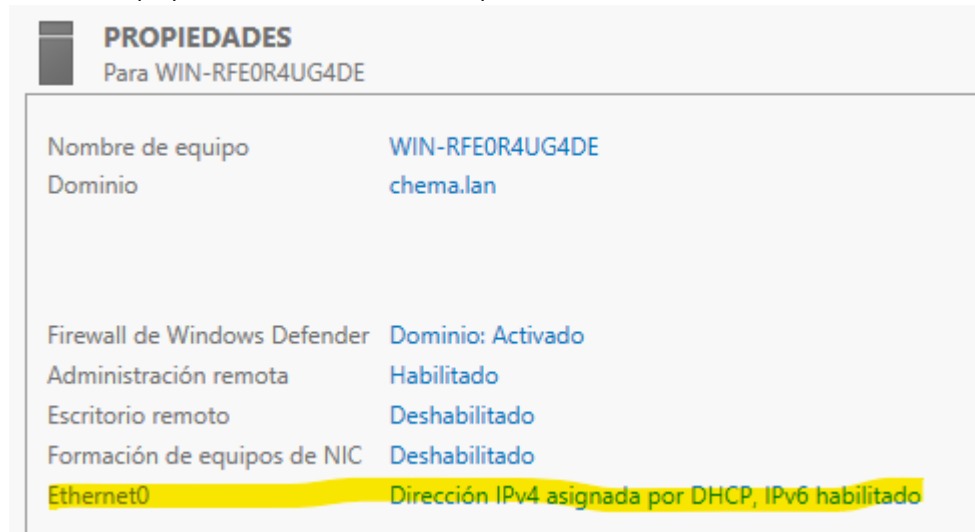 PROPIEDADES
Para WIN-RFE0R4UG4DE
Nombre de equipo WIN-RFE0R4UG4DE
Dominio chema.lan
Firewall de Windows Defender Dominio: Activado
Administración remota Habilitado
Escritorio remoto Deshabilitado
Formación de equipos de NIC Deshabilitado
Ethernet0 Dirección IPv4 asignada por DHCP, IPv6 habilitado